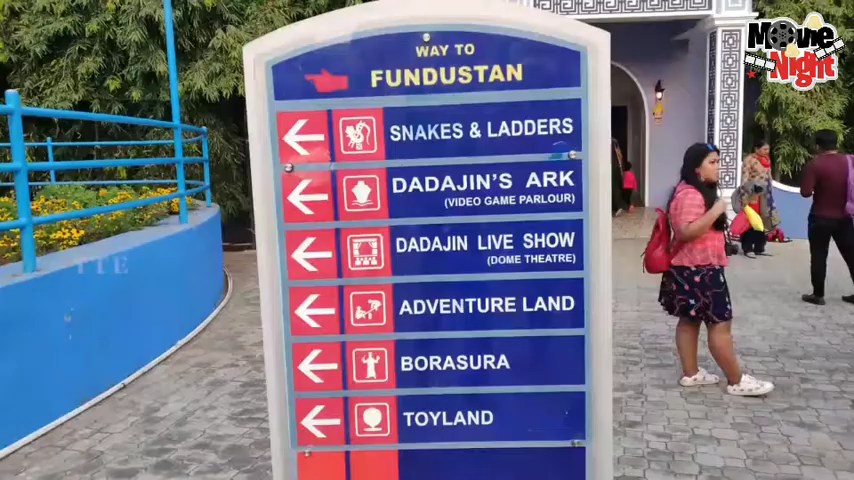 MOVIE
NIGHT
WAY TO
FUNDUSTAN
SNAKES & LADDERS
DADAJIN'S ARK
(VIDEO GAME PARLOUR)
DADAJIN LIVE SHOW
(DOME THEATRE)
ADVENTURE LAND
BORASURA
TOYLAND